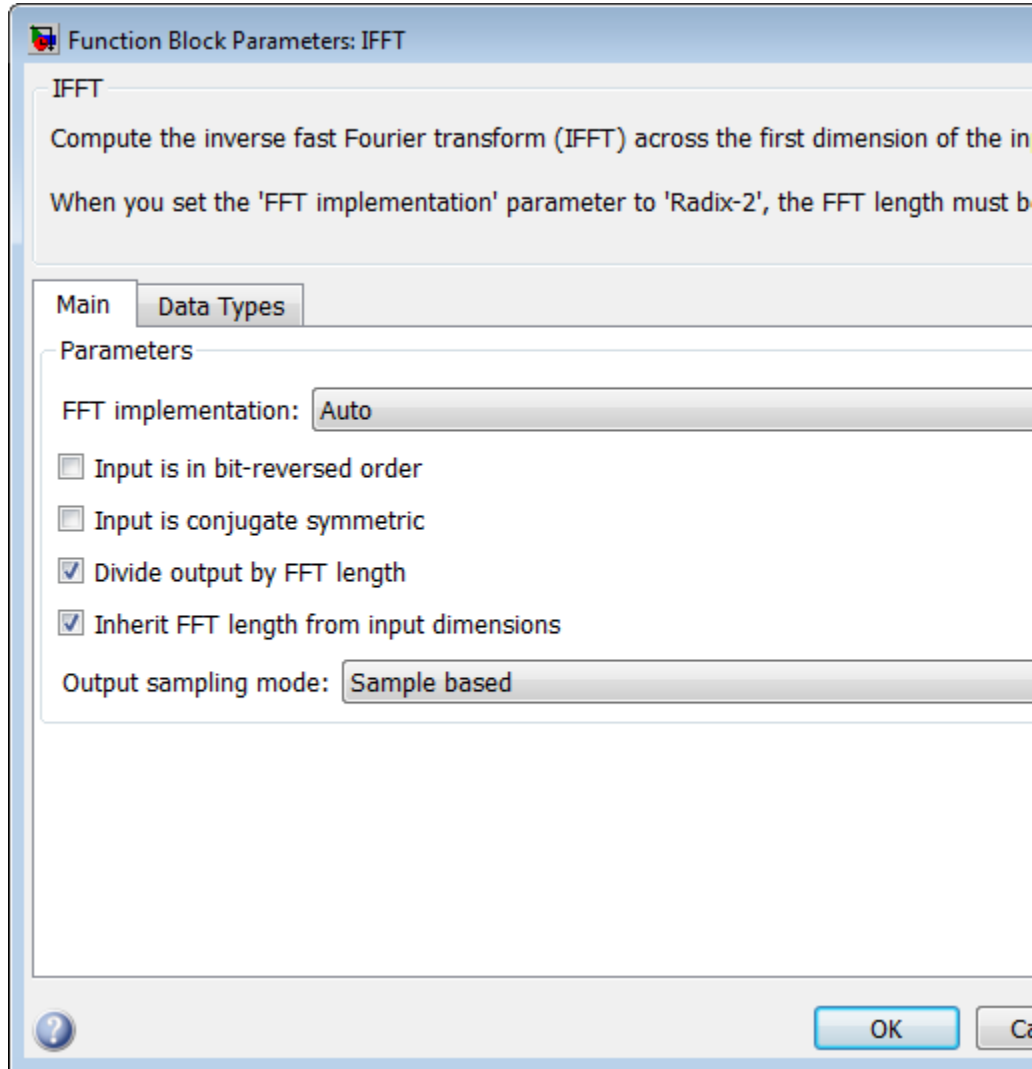 Function Block Parameters: IFFT
IFFT
Compute the inverse fast Fourier transform (IFFT) across the first dimension of the in
When you set the 'FFT implementation' parameter to 'Radix-2', the FFT length must b
Main
Data Types
Parameters
FFT implementation: Auto
Input is in bit-reversed order
Input is conjugate symmetric
Divide output by FFT length
Inherit FFT length from input dimensions
Output sampling mode: Sample based
?
OK
Ca